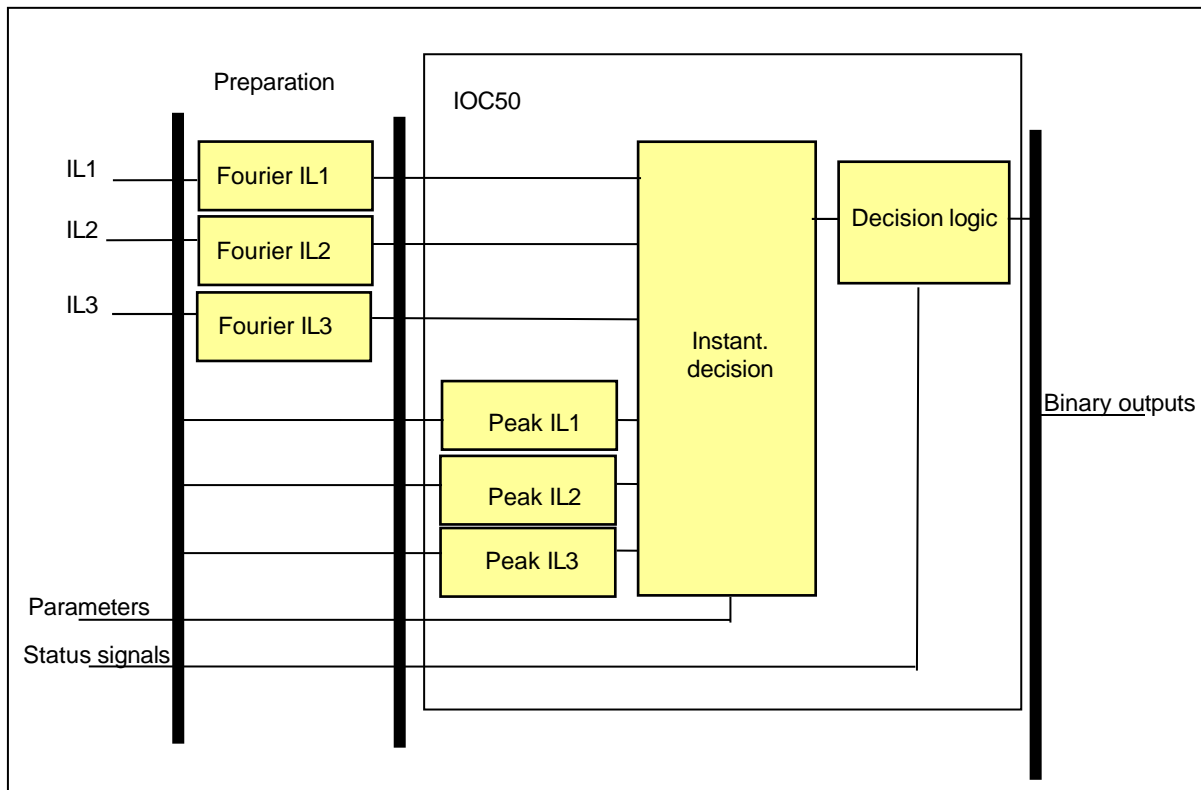 Preparation
IOC50
IL1
Fourier IL1
IL2
Fourier IL2
IL3
Fourier IL3
Instant.
decision
Decision logic
Peak IL1
Peak IL2
Peak IL3
Binary outputs
Parameters
Status signals